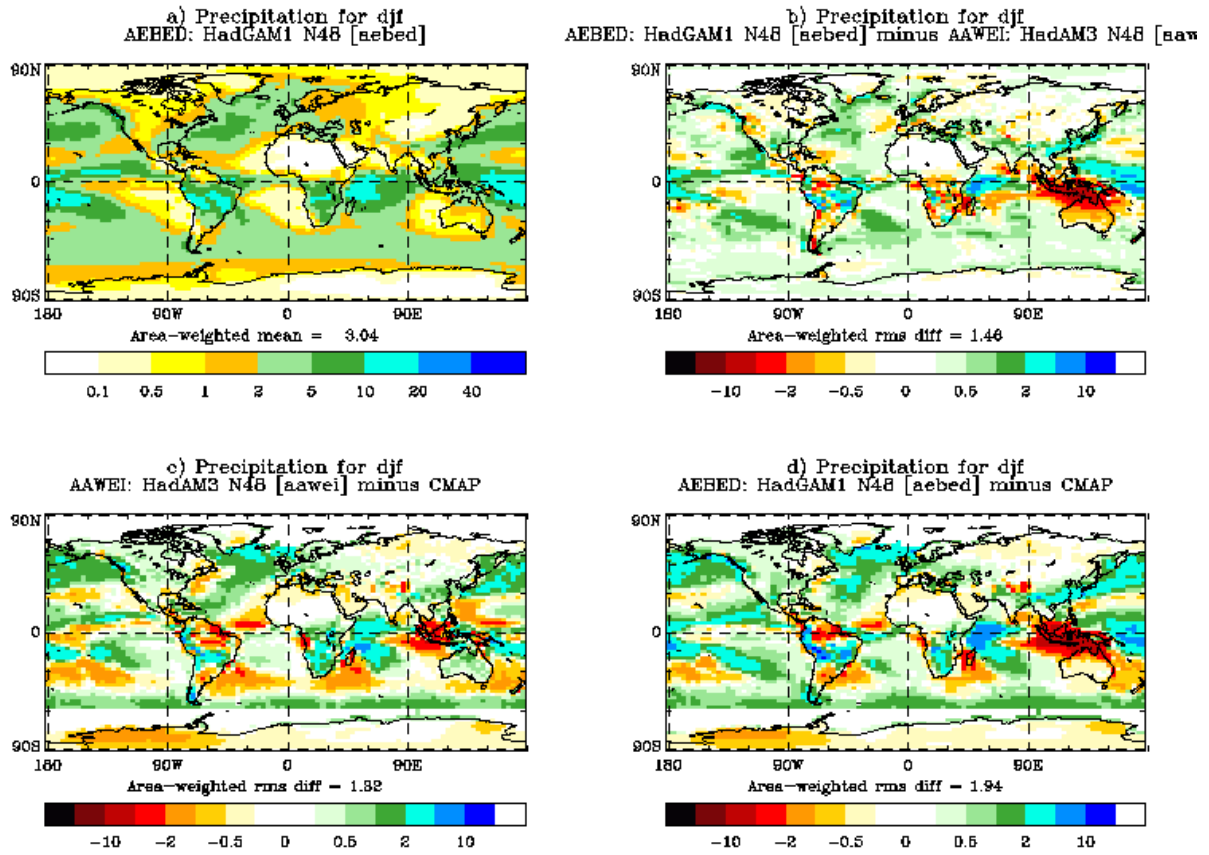 a) Precipitation for djf
AEBED: HadGAM1 N48 [aebed]
90N
0
90S
180 90W 0 90E
Area-weighted mean = 3.04
0.1 0.5 1 2 5 10 20 40
b) Precipitation for djf
AEBED: HadGAM1 N48 [aebed] minus AAWEI: HadAM3 N48 [aaw
90N
0
90S
180 90W 0 90E
Area-weighted rms diff = 1.46
-10 -2 -0.5 0 0.5 2 10
c) Precipitation for djf
AAWEI: HadAM3 N48 [aawei] minus CMAP
90N
0
90S
180 90W 0 90E
Area-weighted rms diff = 1.32
-10 -2 -0.5 0 0.5 2 10
d) Precipitation for djf
AEBED: HadGAM1 N48 [aebed] minus CMAP
90N
0
90S
180 90W 0 90E
Area-weighted rms diff = 1.94
-10 -2 -0.5 0 0.5 2 10